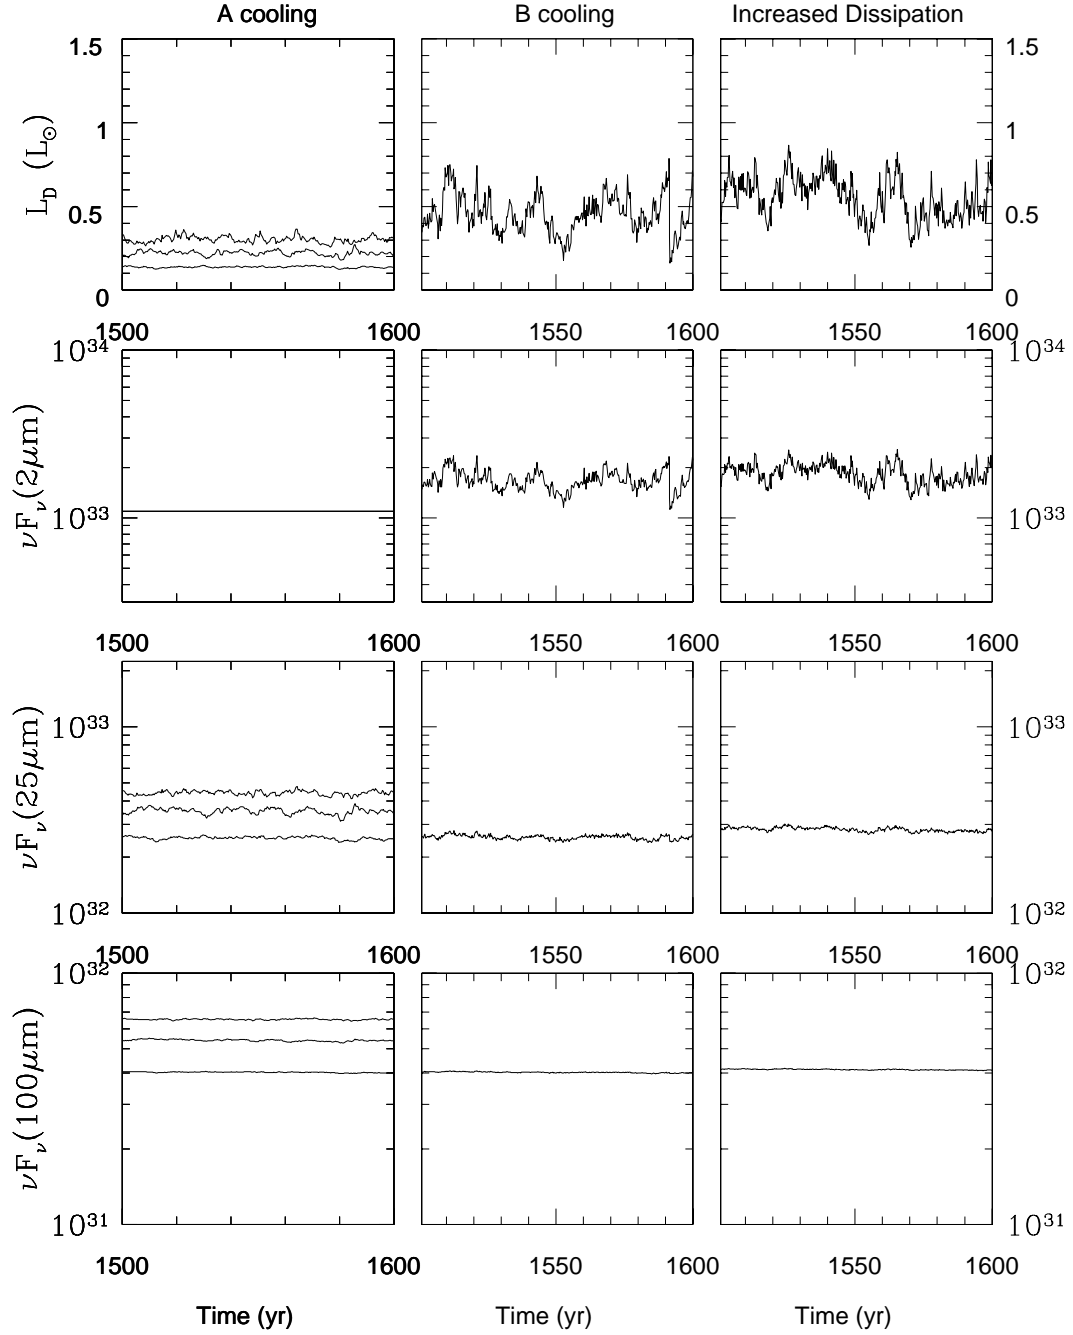 A cooling B cooling Increased Dissipation
1.5 1.5
1 1
L_D (L_⊙)
0.5 0.5
0 0
1500 1600 1550 1600 1550 1600
10^34 10^34
νF_ν(2μm)
10^33 10^33
1500 1600 1550 1600 1550 1600
10^33 10^33
νF_ν(25μm)
10^32 10^32
1500 1600 1550 1600 1550 1600
10^32 10^32
νF_ν(100μm)
10^31 10^31
1500 1600 1550 1600 1550 1600
Time (yr) Time (yr) Time (yr)